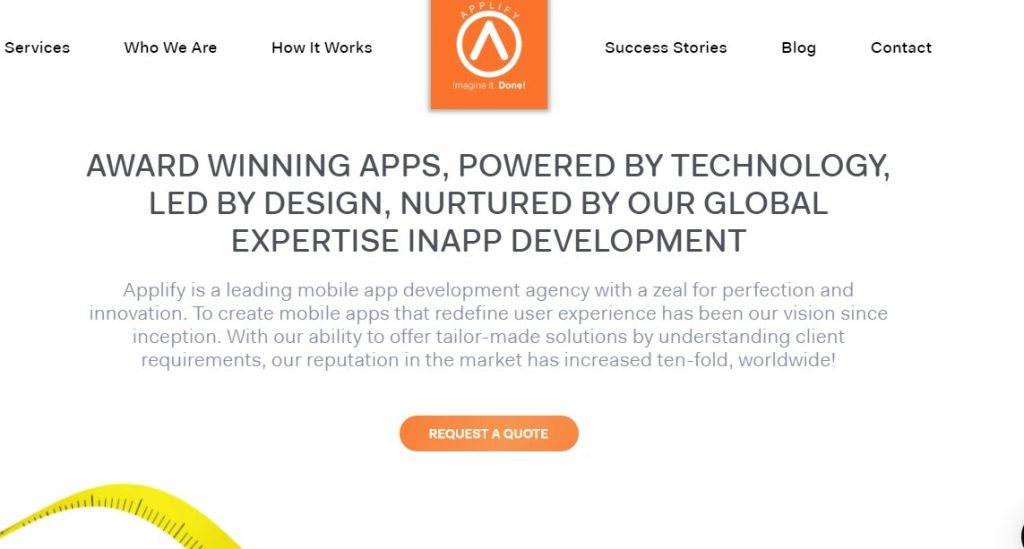 Services
Who We Are
How It Works
APPLIFY
Imagine it. Done!
Success Stories
Blog
Contact
AWARD WINNING APPS, POWERED BY TECHNOLOGY,
LED BY DESIGN, NURTURED BY OUR GLOBAL
EXPERTISE INAPP DEVELOPMENT
Applify is a leading mobile app development agency with a zeal for perfection and
innovation. To create mobile apps that redefine user experience has been our vision since
inception. With our ability to offer tailor-made solutions by understanding client
requirements, our reputation in the market has increased ten-fold, worldwide!
REQUEST A QUOTE